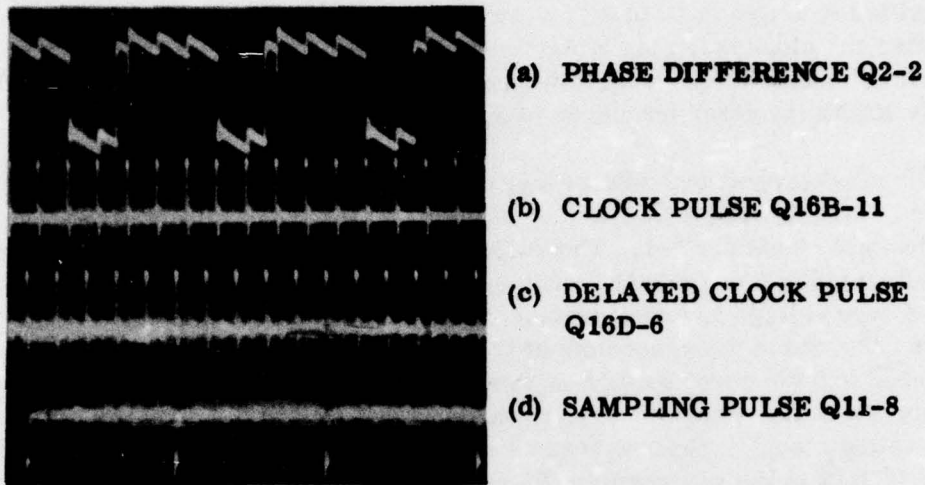 (a) PHASE DIFFERENCE Q2-2
(b) CLOCK PULSE Q16B-11
(c) DELAYED CLOCK PULSE
Q16D-6
(d) SAMPLING PULSE Q11-8